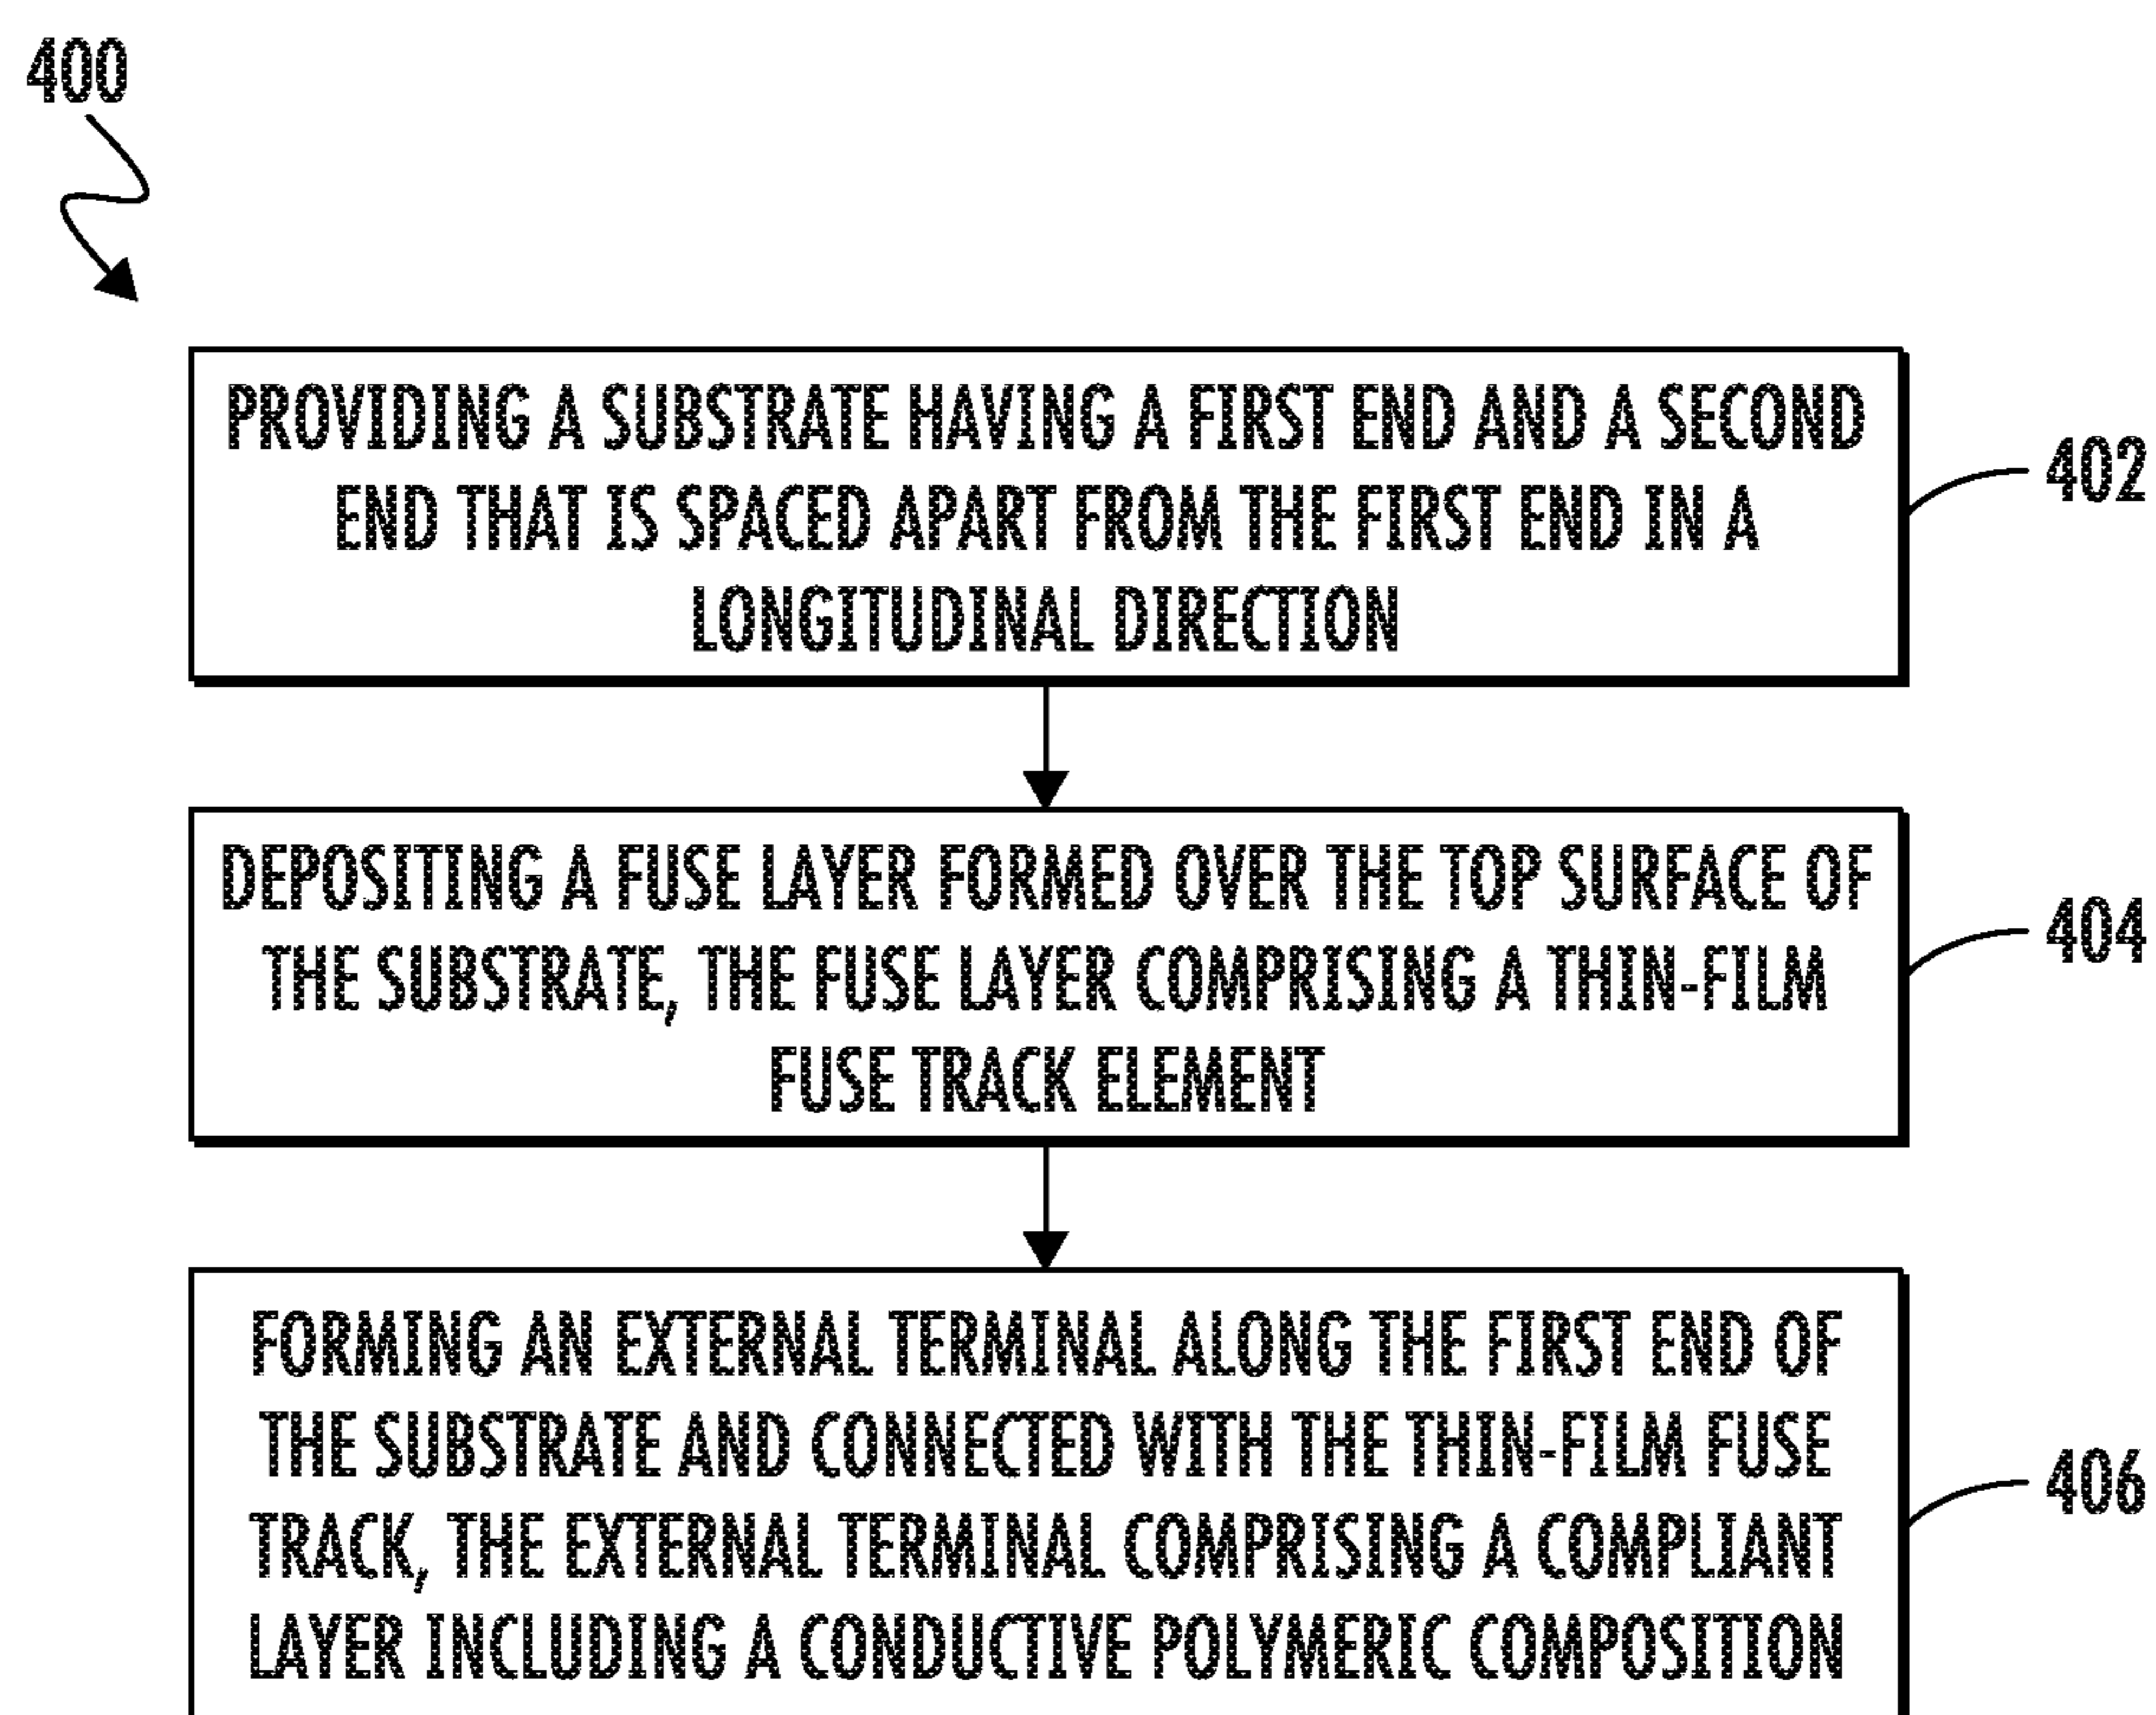 400
PROVIDING A SUBSTRATE HAVING A FIRST END AND A SECOND
END THAT IS SPACED APART FROM THE FIRST END IN A
LONGITUDINAL DIRECTION
402
DEPOSITING A FUSE LAYER FORMED OVER THE TOP SURFACE OF
THE SUBSTRATE, THE FUSE LAYER COMPRISING A THIN-FILM
FUSE TRACK ELEMENT
404
FORMING AN EXTERNAL TERMINAL ALONG THE FIRST END OF
THE SUBSTRATE AND CONNECTED WITH THE THIN-FILM FUSE
TRACK, THE EXTERNAL TERMINAL COMPRISING A COMPLIANT
LAYER INCLUDING A CONDUCTIVE POLYMERIC COMPOSITION
406